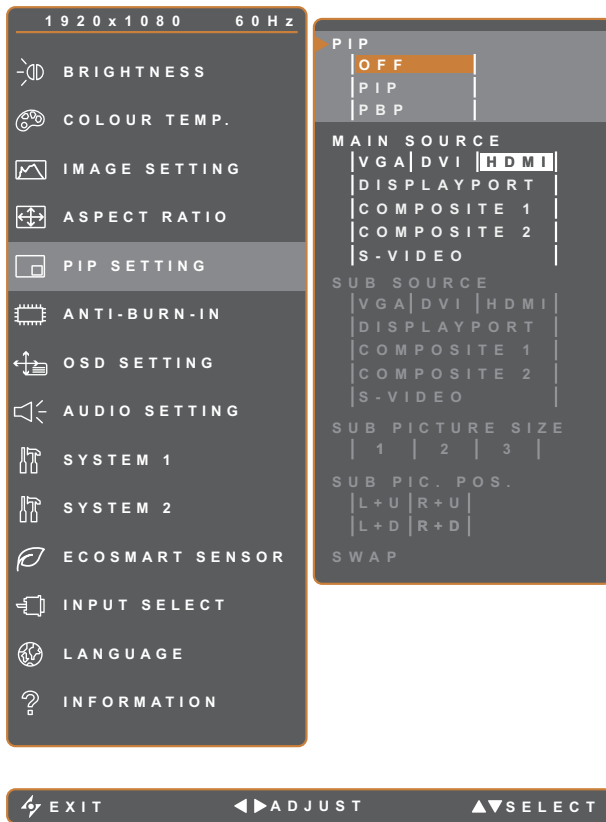 1920x1080 60Hz
BRIGHTNESS
COLOUR TEMP.
IMAGE SETTING
ASPECT RATIO
PIP SETTING
ANTI-BURN-IN
OSD SETTING
AUDIO SETTING
SYSTEM 1
SYSTEM 2
ECOSMART SENSOR
INPUT SELECT
LANGUAGE
INFORMATION
PIP
OFF
PIP
PBP
MAIN SOURCE
VGA DVI HDMI
DISPLAYPORT
COMPOSITE 1
COMPOSITE 2
S-VIDEO
SUB SOURCE
VGA DVI HDMI
DISPLAYPORT
COMPOSITE 1
COMPOSITE 2
S-VIDEO
SUB PICTURE SIZE
1 2 3
SUB PIC. POS.
L+U R+U
L+D R+D
SWAP
EXIT ADJUST SELECT